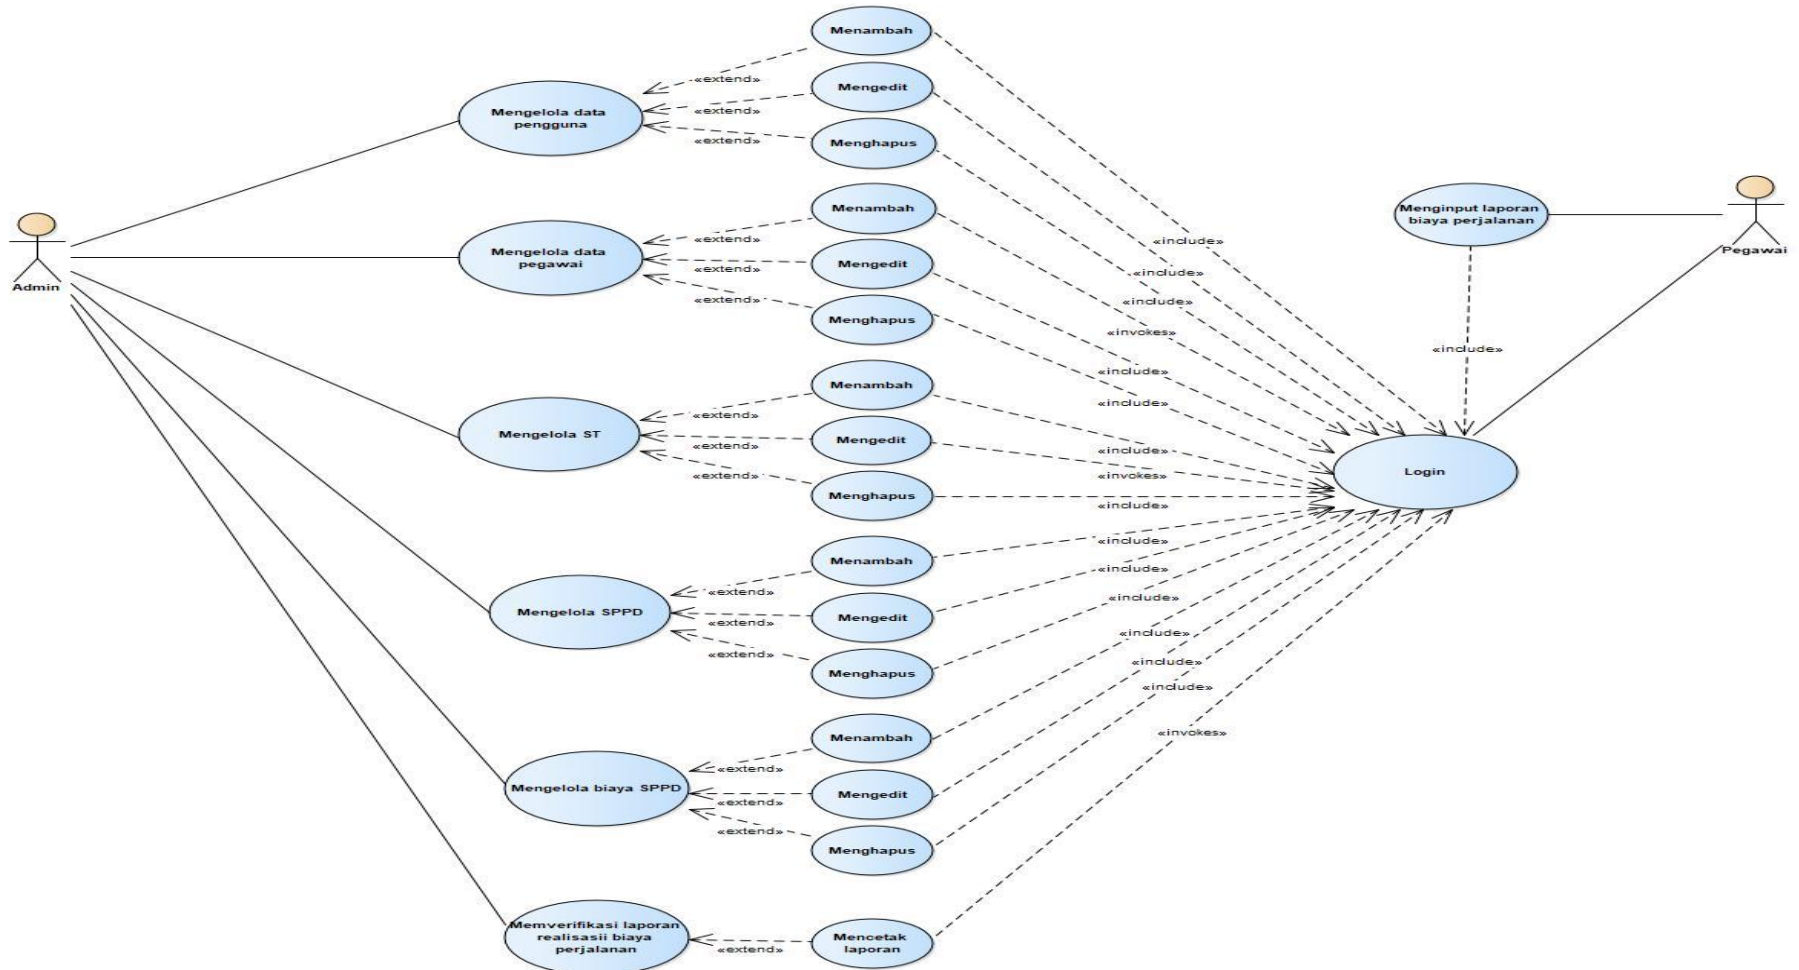 Menambah
«extend»
Mengedit
Mengelola data
pengguna
«extend»
«extend»
Menghapus
Admin
Mengelola data
pegawai
Menambah
«extend»
Mengedit
«extend»
«extend»
Menghapus
Mengelola ST
Menambah
«extend»
Mengedit
«extend»
«extend»
Menghapus
Mengelola SPPD
Menambah
«extend»
Mengedit
«extend»
«extend»
Menghapus
Mengelola biaya SPPD
Menambah
«extend»
Mengedit
«extend»
«extend»
Menghapus
Memverifikasi laporan
realisasii biaya
perjalanan
«extend»
Mencetak
laporan
«include»
«include»
«include»
«invokes»
«include»
«include»
«include»
«invokes»
«include»
«include»
«include»
«include»
«include»
«include»
«include»
«invokes»
Menginput laporan
biaya perjalanan
Pegawai
«include»
Login